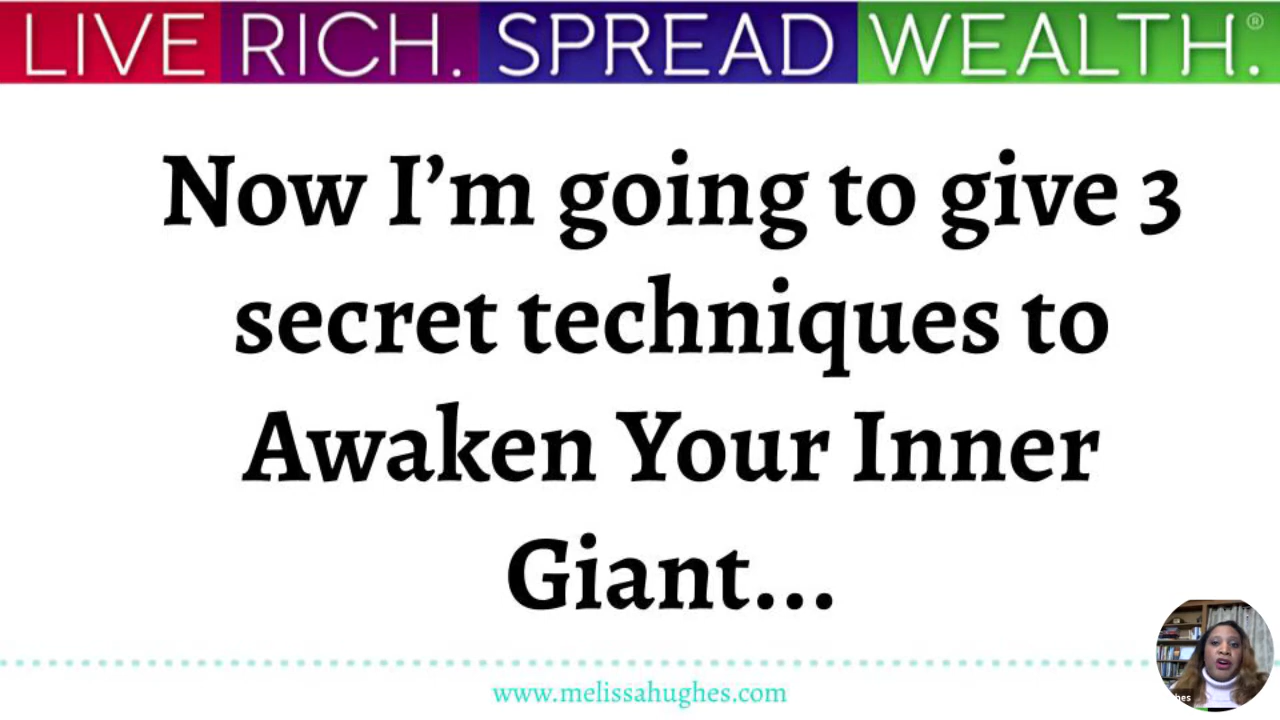 LIVE RICH. SPREAD WEALTH.®
Now I’m going to give 3
secret techniques to
Awaken Your Inner
Giant...
www.melissahughes.com
hes